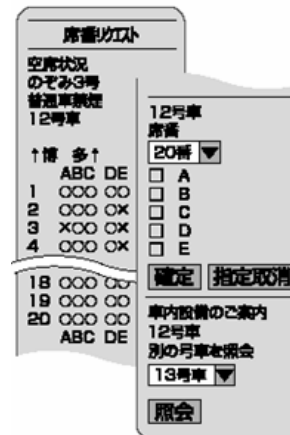 席番リクエスト
空席状況
のぞみ3号
普通車禁煙
12号車
↑博 多↑
ABC DE
1 ○○○ ○○
2 ○○○ ○×
3 ×○○ ○×
4 ○○○ ○×
18 ○○○ ○○
19 ○○○ ○○
20 ○○○ ○○
ABC DE
12号車
席番
20番 ▼
□ A
□ B
□ C
□ D
□ E
確定 指定取消
車内設備のご案内
12号車
別の号車を照会
13号車 ▼
照会